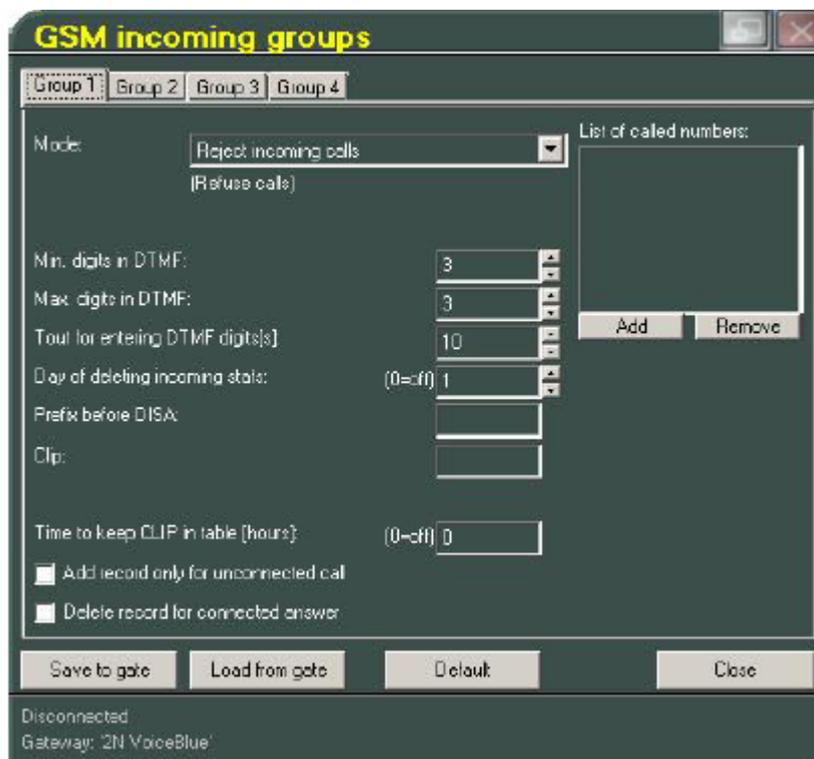 GSM incoming groups
Group 1 Group 2 Group 3 Group 4
Mode: Reject incoming calls
(Refuse calls)
List of called numbers:
Min. digits in DTMF: 3
Max. digits in DTMF: 3
Add Remove
Tout for entering DTMF digits[s] 10
Day of deleting incoming stats: (0=off) 1
Prefix before DISA:
Clip:
Time to keep CLIP in table [hours]: (0=off) 0
Add record only for unconnected call
Delete record for connected answer
Save to gate Load from gate Default Close
Disconnected
Gateway: '2N VoiceBlue'